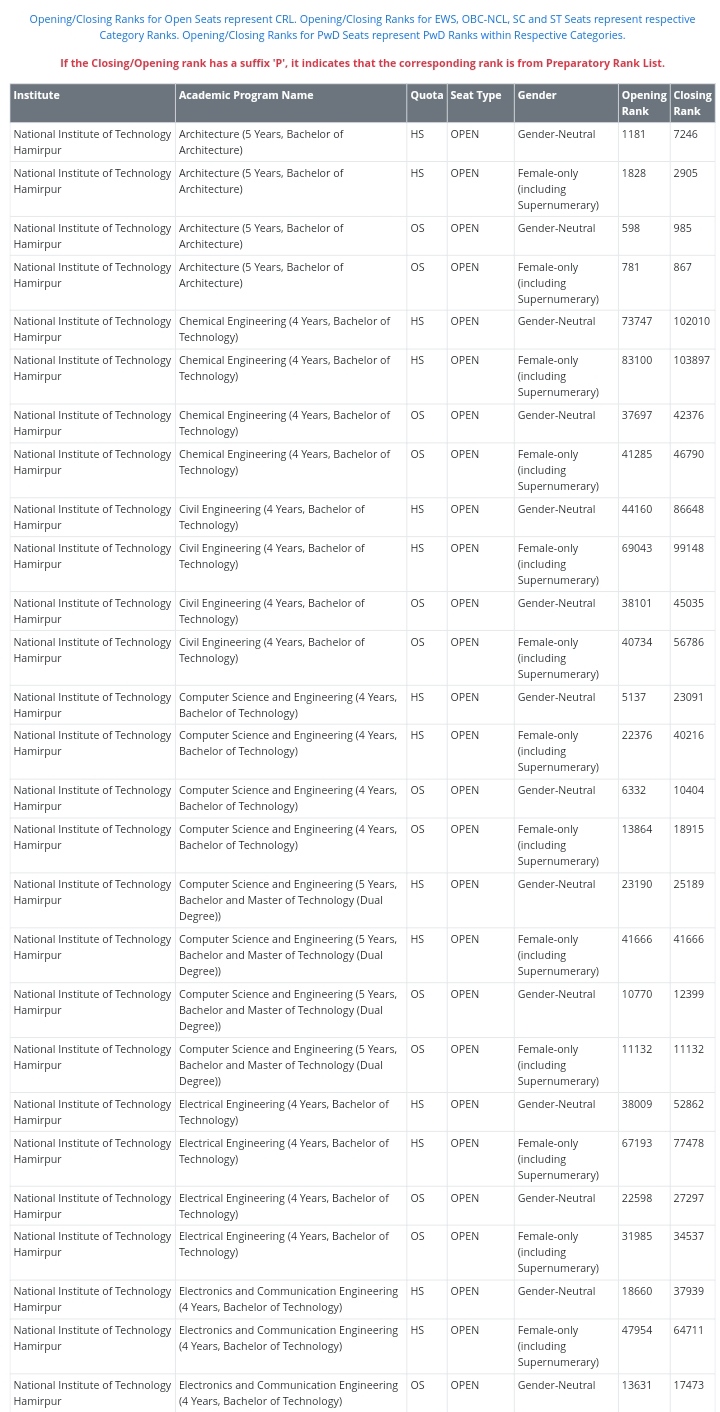 Opening/Closing Ranks for Open Seats represent CRL. Opening/Closing Ranks for EWS, OBC-NCL, SC and ST Seats represent respective
Category Ranks. Opening/Closing Ranks for PwD Seats represent PwD Ranks within Respective Categories.
If the Closing/Opening rank has a suffix 'P', it indicates that the corresponding rank is from Preparatory Rank List.
Institute Academic Program Name Quota Seat Type Gender Opening Closing
Rank Rank
National Institute of Technology Architecture (5 Years, Bachelor of HS OPEN Gender-Neutral 1181 7246
Hamirpur Architecture)
National Institute of Technology Architecture (5 Years, Bachelor of HS OPEN Female-only 1828 2905
Hamirpur Architecture) (including
Supernumerary)
National Institute of Technology Architecture (5 Years, Bachelor of OS OPEN Gender-Neutral 598 985
Hamirpur Architecture)
National Institute of Technology Architecture (5 Years, Bachelor of OS OPEN Female-only 781 867
Hamirpur Architecture) (including
Supernumerary)
National Institute of Technology Chemical Engineering (4 Years, Bachelor of HS OPEN Gender-Neutral 73747 102010
Hamirpur Technology)
National Institute of Technology Chemical Engineering (4 Years, Bachelor of HS OPEN Female-only 83100 103897
Hamirpur Technology) (including
Supernumerary)
National Institute of Technology Chemical Engineering (4 Years, Bachelor of OS OPEN Gender-Neutral 37697 42376
Hamirpur Technology)
National Institute of Technology Chemical Engineering (4 Years, Bachelor of OS OPEN Female-only 41285 46790
Hamirpur Technology) (including
Supernumerary)
National Institute of Technology Civil Engineering (4 Years, Bachelor of HS OPEN Gender-Neutral 44160 86648
Hamirpur Technology)
National Institute of Technology Civil Engineering (4 Years, Bachelor of HS OPEN Female-only 69043 99148
Hamirpur Technology) (including
Supernumerary)
National Institute of Technology Civil Engineering (4 Years, Bachelor of OS OPEN Gender-Neutral 38101 45035
Hamirpur Technology)
National Institute of Technology Civil Engineering (4 Years, Bachelor of OS OPEN Female-only 40734 56786
Hamirpur Technology) (including
Supernumerary)
National Institute of Technology Computer Science and Engineering (4 Years, HS OPEN Gender-Neutral 5137 23091
Hamirpur Bachelor of Technology)
National Institute of Technology Computer Science and Engineering (4 Years, HS OPEN Female-only 22376 40216
Hamirpur Bachelor of Technology) (including
Supernumerary)
National Institute of Technology Computer Science and Engineering (4 Years, OS OPEN Gender-Neutral 6332 10404
Hamirpur Bachelor of Technology)
National Institute of Technology Computer Science and Engineering (4 Years, OS OPEN Female-only 13864 18915
Hamirpur Bachelor of Technology) (including
Supernumerary)
National Institute of Technology Computer Science and Engineering (5 Years, HS OPEN Gender-Neutral 23190 25189
Hamirpur Bachelor and Master of Technology (Dual
Degree))
National Institute of Technology Computer Science and Engineering (5 Years, HS OPEN Female-only 41666 41666
Hamirpur Bachelor and Master of Technology (Dual (including
Degree)) Supernumerary)
National Institute of Technology Computer Science and Engineering (5 Years, OS OPEN Gender-Neutral 10770 12399
Hamirpur Bachelor and Master of Technology (Dual
Degree))
National Institute of Technology Computer Science and Engineering (5 Years, OS OPEN Female-only 11132 11132
Hamirpur Bachelor and Master of Technology (Dual (including
Degree)) Supernumerary)
National Institute of Technology Electrical Engineering (4 Years, Bachelor of HS OPEN Gender-Neutral 38009 52862
Hamirpur Technology)
National Institute of Technology Electrical Engineering (4 Years, Bachelor of HS OPEN Female-only 67193 77478
Hamirpur Technology) (including
Supernumerary)
National Institute of Technology Electrical Engineering (4 Years, Bachelor of OS OPEN Gender-Neutral 22598 27297
Hamirpur Technology)
National Institute of Technology Electrical Engineering (4 Years, Bachelor of OS OPEN Female-only 31985 34537
Hamirpur Technology) (including
Supernumerary)
National Institute of Technology Electronics and Communication Engineering HS OPEN Gender-Neutral 18660 37939
Hamirpur (4 Years, Bachelor of Technology)
National Institute of Technology Electronics and Communication Engineering HS OPEN Female-only 47954 64711
Hamirpur (4 Years, Bachelor of Technology) (including
Supernumerary)
National Institute of Technology Electronics and Communication Engineering OS OPEN Gender-Neutral 13631 17473
Hamirpur (4 Years, Bachelor of Technology)